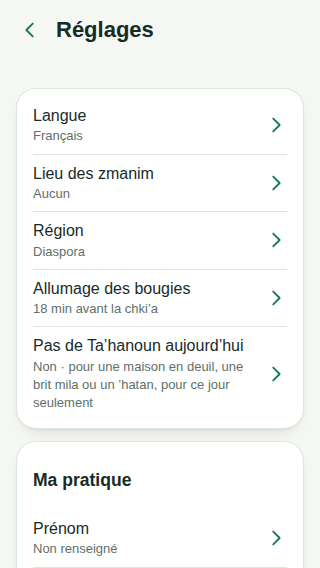 Réglages
Langue
Français
Lieu des zmanim
Aucun
Région
Diaspora
Allumage des bougies
18 min avant la chki’a
Pas de Ta’hanoun aujourd’hui
Non · pour une maison en deuil, une
brit mila ou un ’hatan, pour ce jour
seulement
Ma pratique
Prénom
Non renseigné